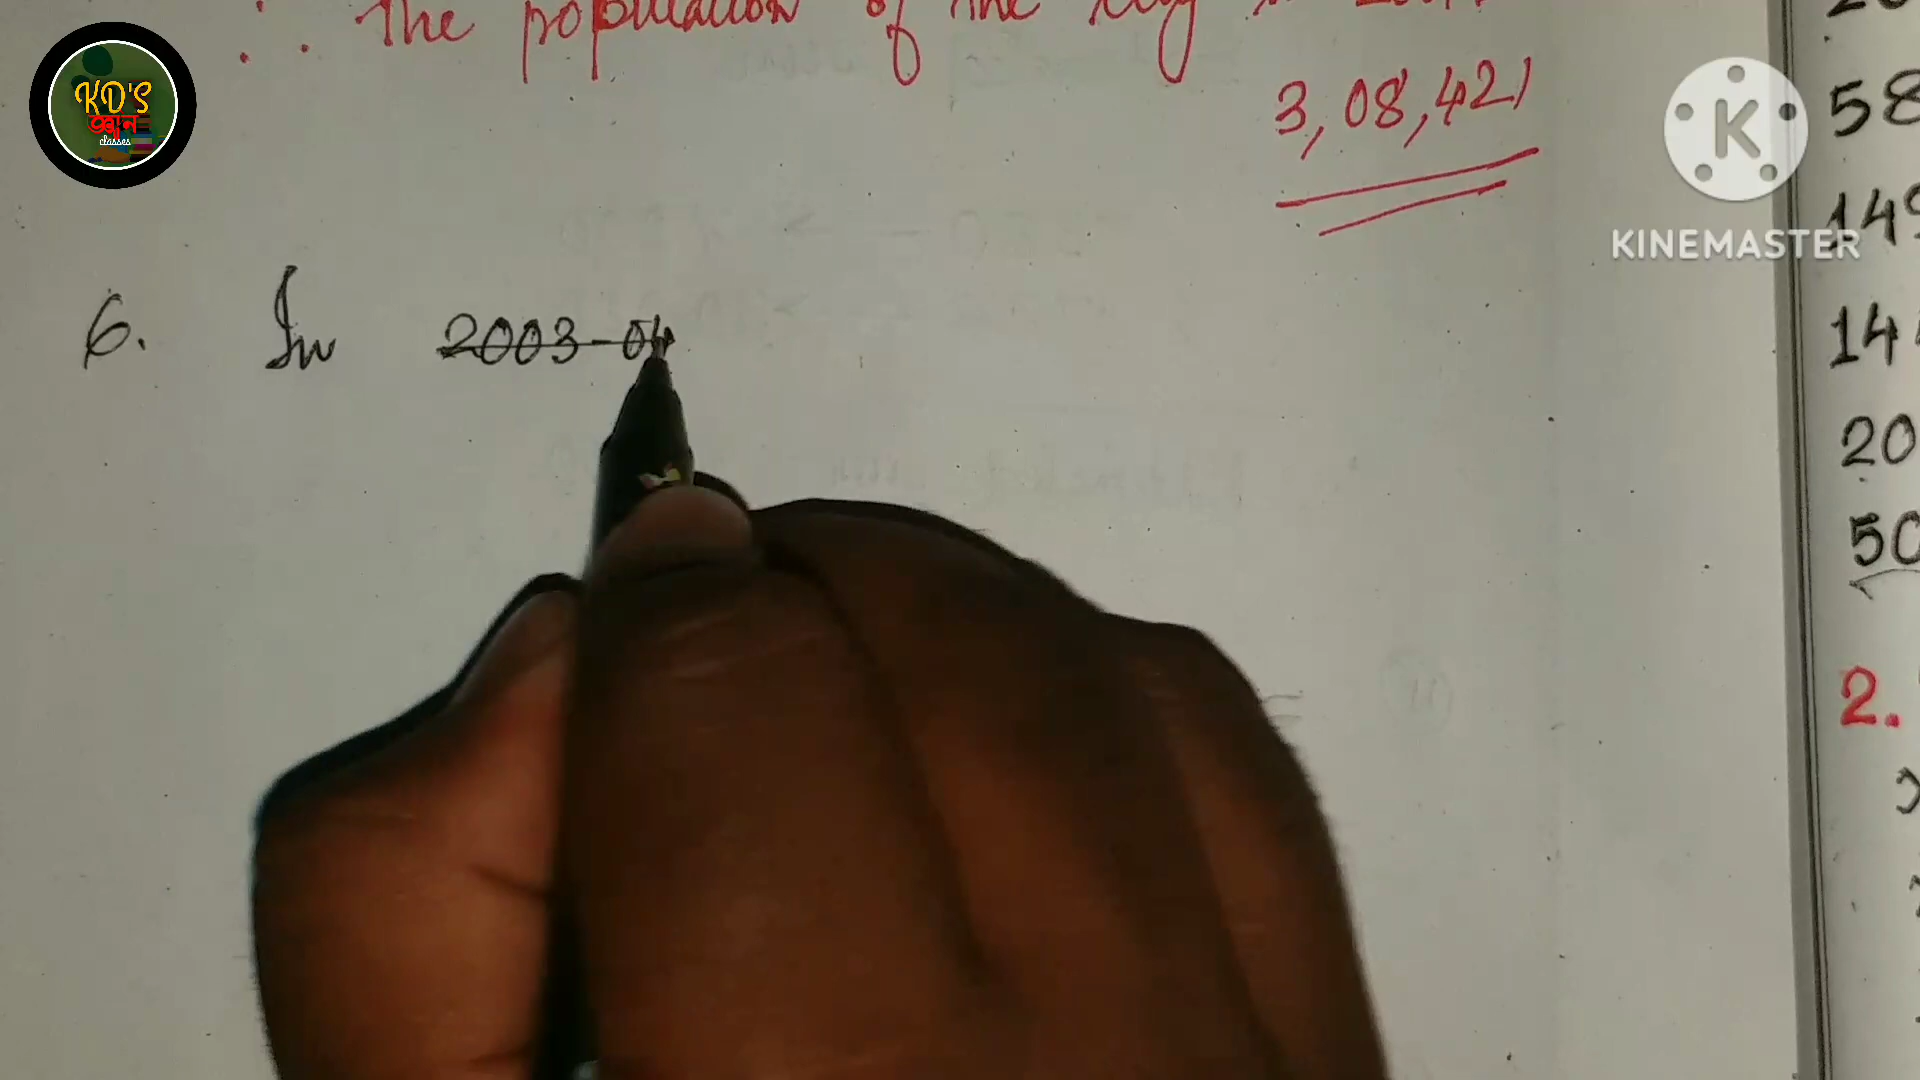 ∴ The population of the
3,08,421
6. In 2003-04
KD'S
জ্ঞান
classes
KINEMASTER
58
149
14
20
50
2.